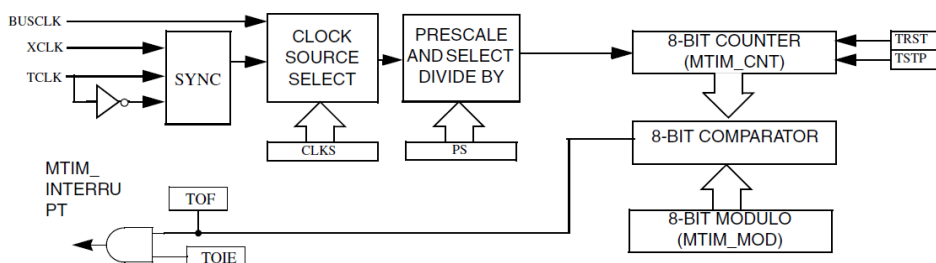 BUSCLK
XCLK
TCLK
SYNC
CLOCK
SOURCE
SELECT
CLKS
PRESCALE
AND SELECT
DIVIDE BY
PS
8-BIT COUNTER
(MTIM_CNT)
TRST
TSTP
8-BIT COMPARATOR
8-BIT MODULO
(MTIM_MOD)
MTIM_
INTERRU
PT
TOF
TOIE